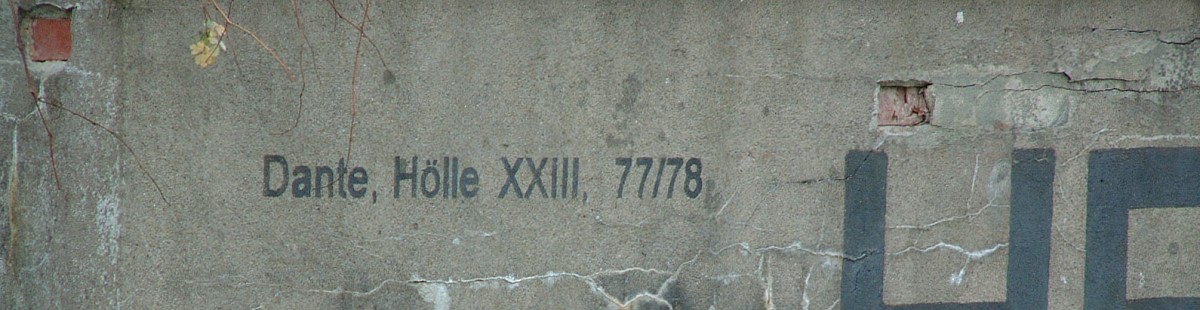 Dante, Hölle XXIII, 77/78